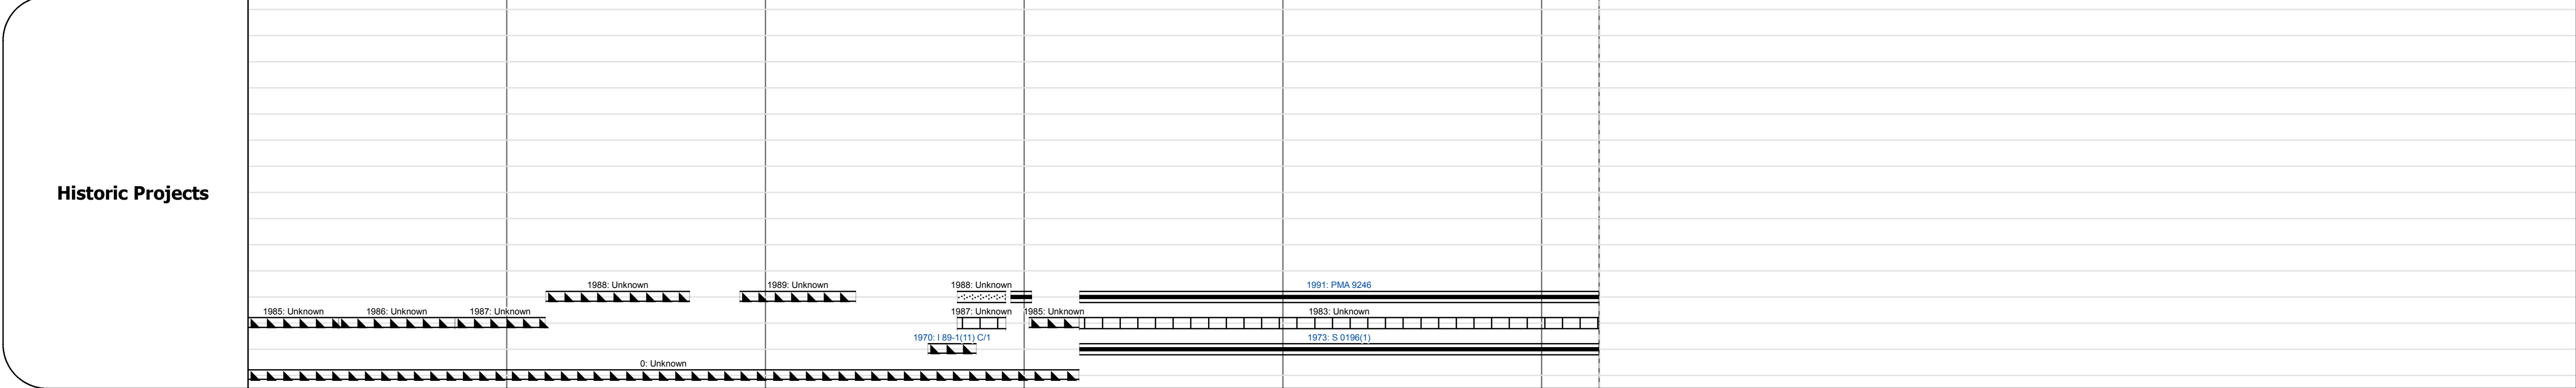 Historic Projects
1988: Unknown
1989: Unknown
1988: Unknown
1991: PMA 9246
1985: Unknown
1986: Unknown
1987: Unknown
1987: Unknown
1985: Unknown
1983: Unknown
1970: I 89-1(11) C/1
1973: S 0196(1)
0: Unknown